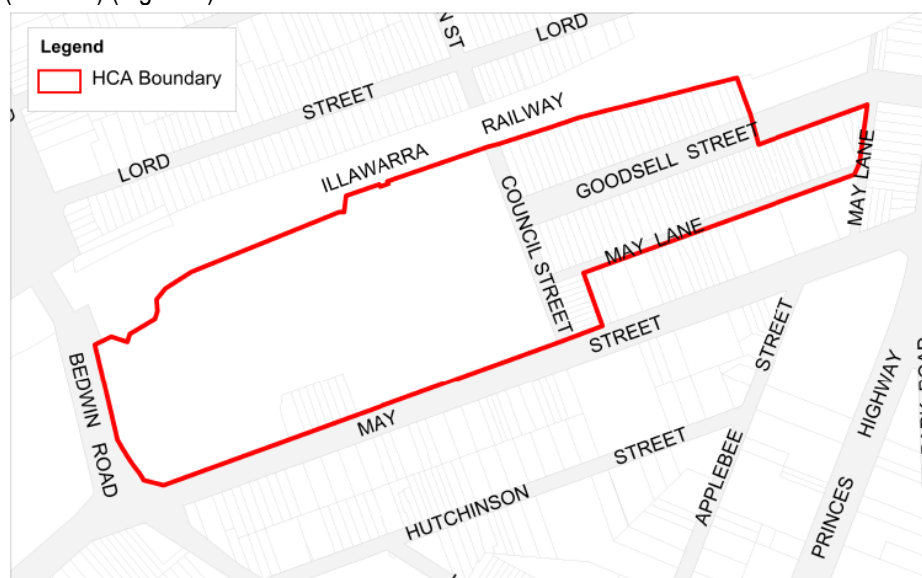 Legend
HCA Boundary
N ST
LORD
STREET
LORD
ILLAWARRA
RAILWAY
GOODSELL STREET
MAY LANE
COUNCIL STREET
MAY LANE
BEDWIN ROAD
MAY
STREET
STREET
HUTCHINSON
STREET
APPLEBEE
PRINCES
HIGHWAY
ROAD